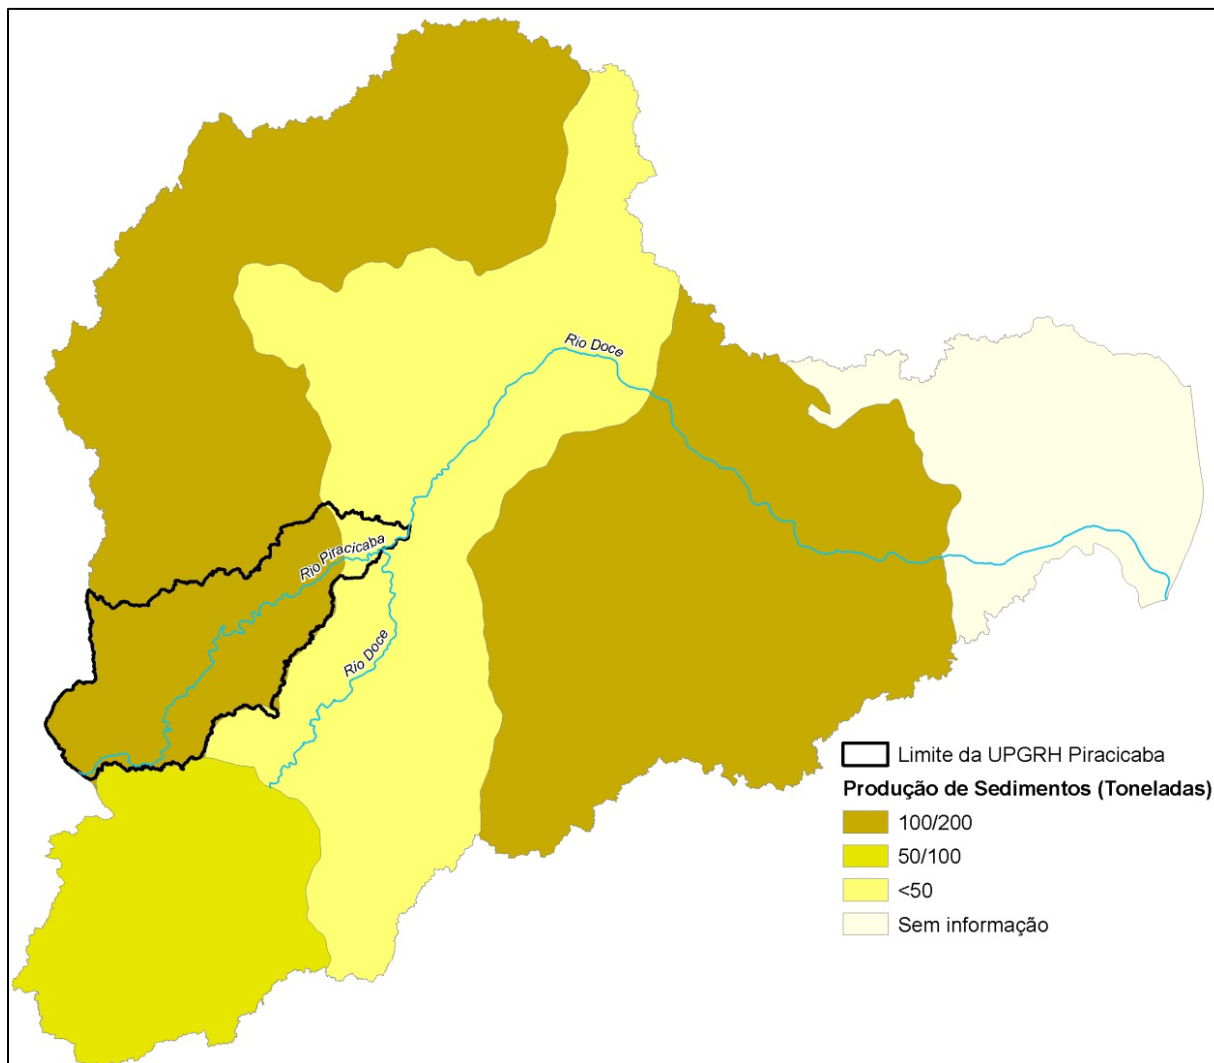 Rio Doce
Rio Piracicaba
Rio Doce
Limite da UPGRH Piracicaba
Produção de Sedimentos (Toneladas)
100/200
50/100
<50
Sem informação